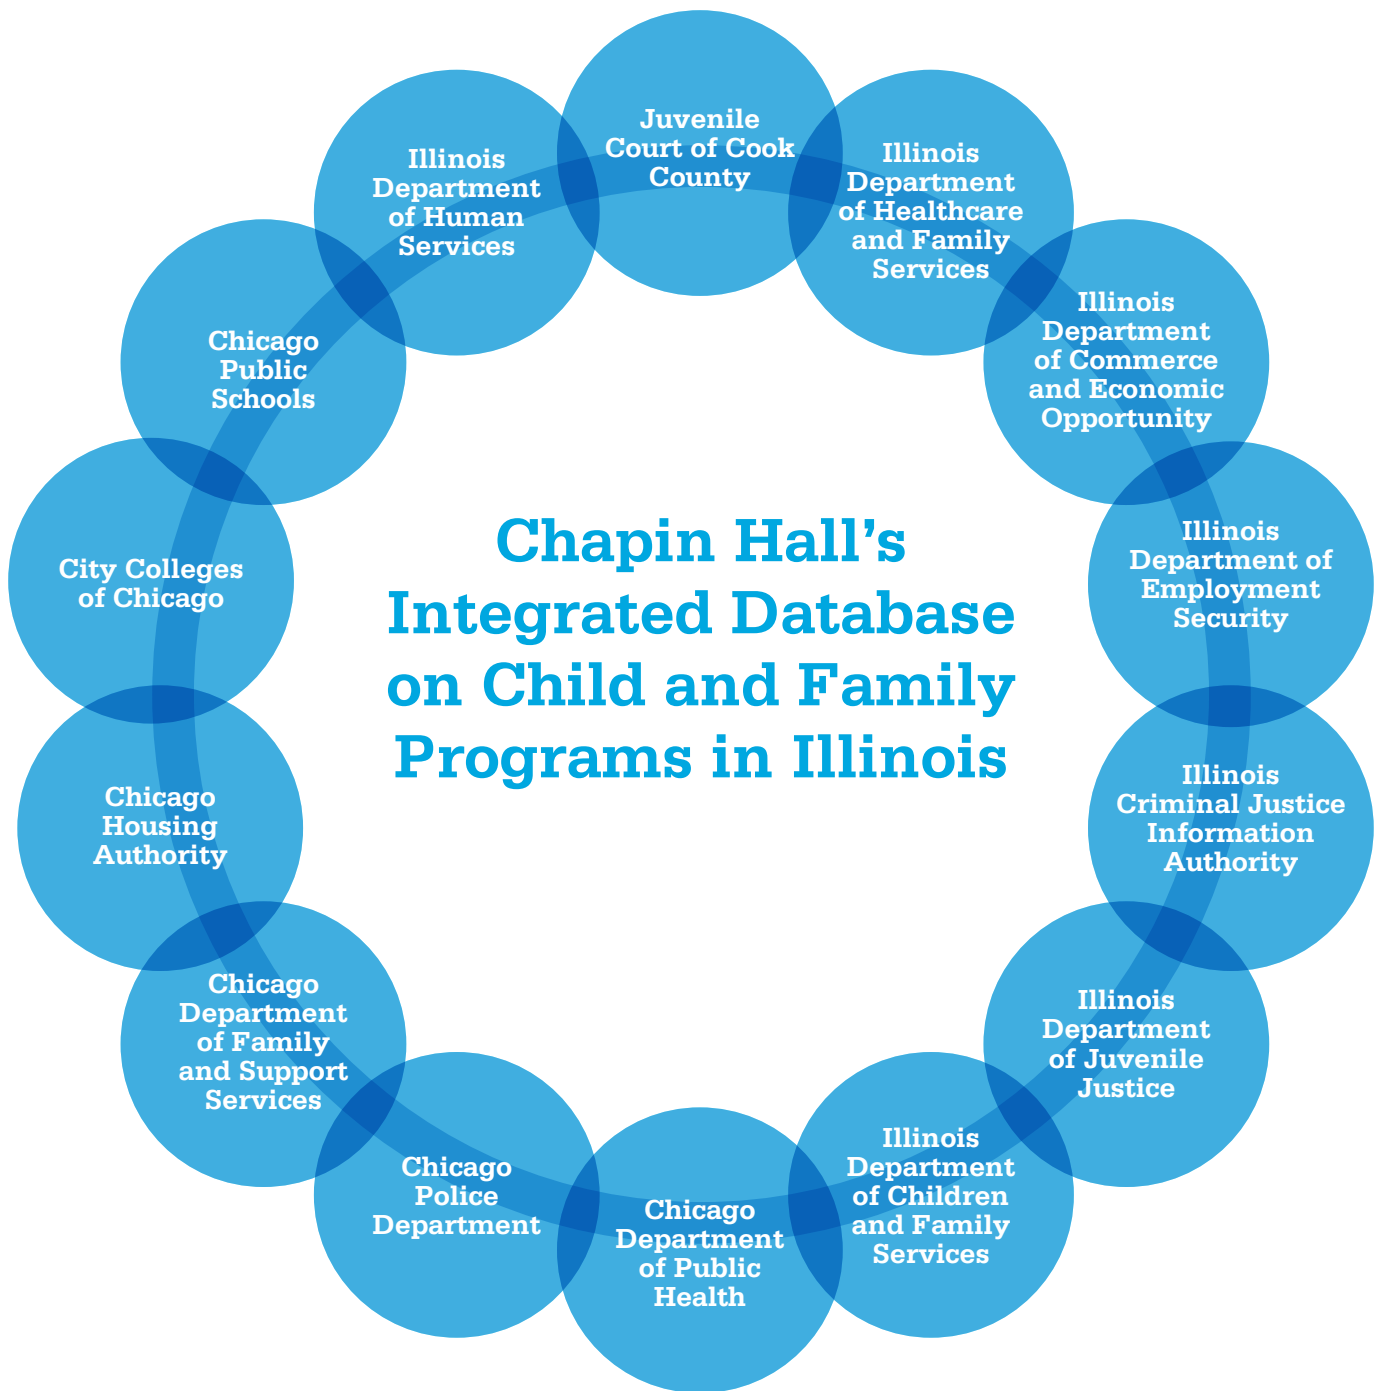 Juvenile
Court of Cook
County
Illinois
Department
of Healthcare
and Family
Services
Illinois
Department
of Commerce
and Economic
Opportunity
Illinois
Department of
Employment
Security
Illinois
Criminal Justice
Information
Authority
Illinois
Department
of Juvenile
Justice
Illinois
Department
of Children
and Family
Services
Chicago
Department
of Public
Health
Chicago
Police
Department
Chicago
Department
of Family
and Support
Services
Chicago
Housing
Authority
City Colleges
of Chicago
Chicago
Public
Schools
Illinois
Department
of Human
Services
Chapin Hall’s
Integrated Database
on Child and Family
Programs in Illinois